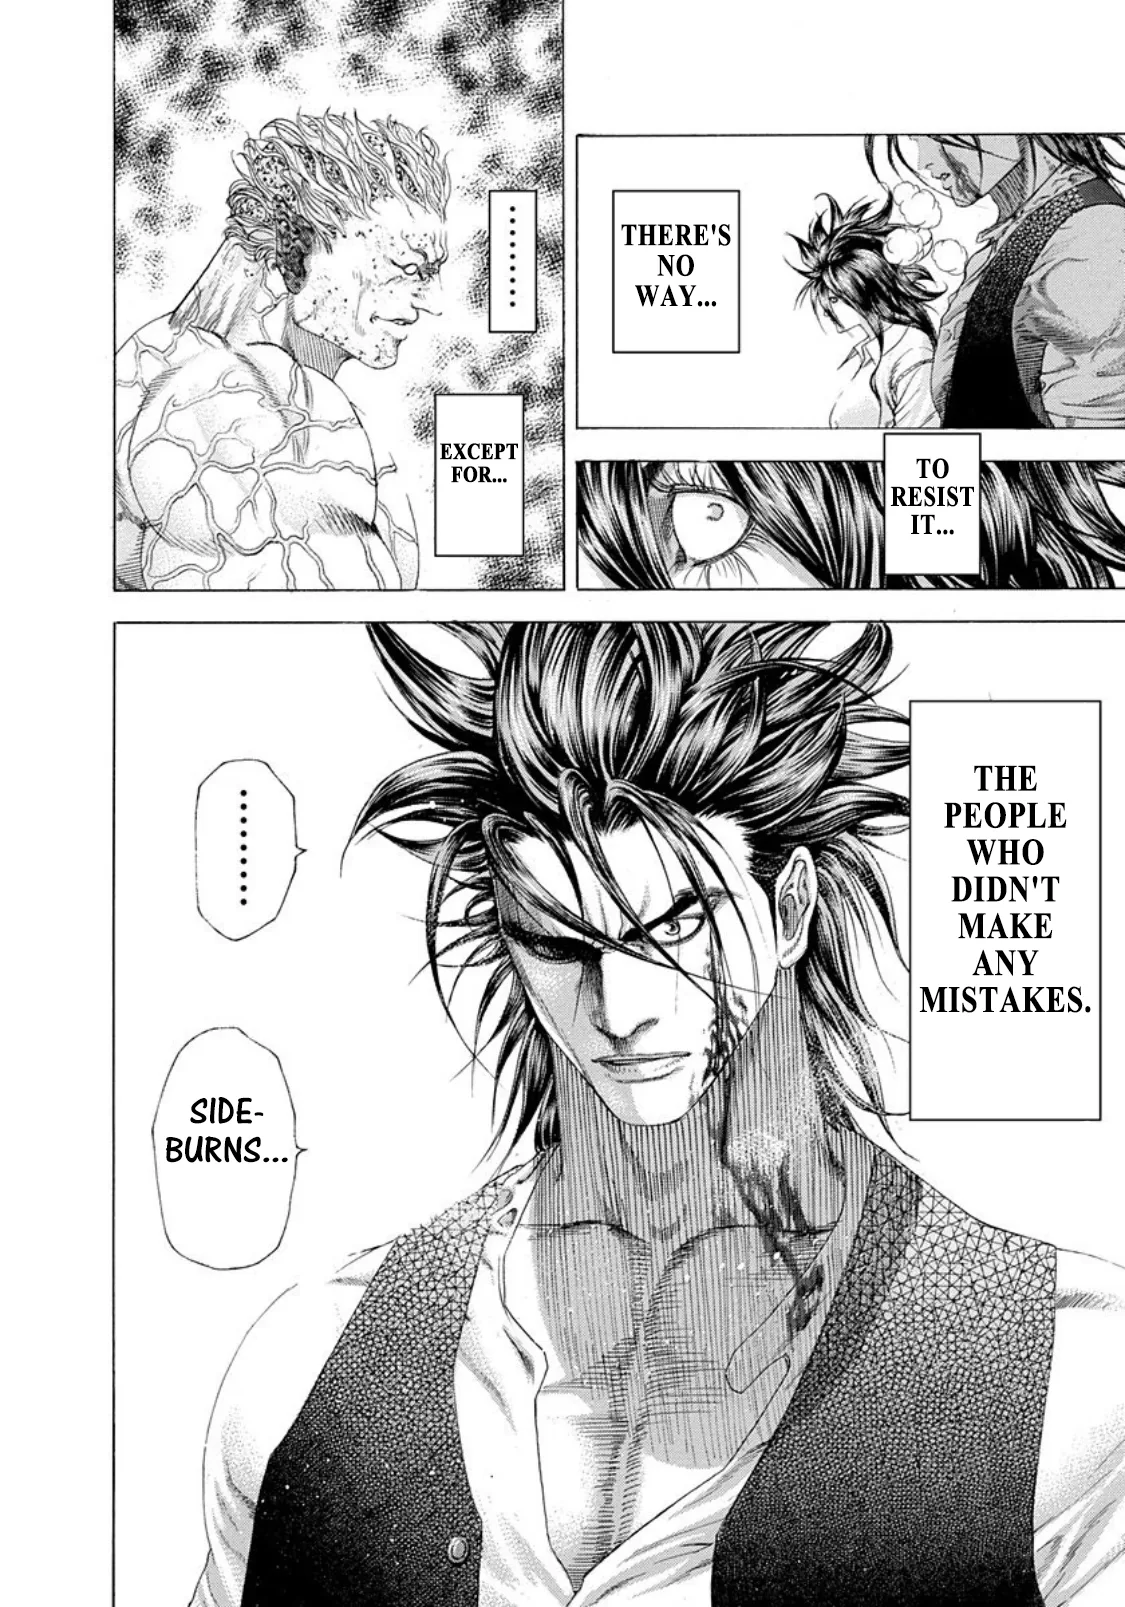 THERE'S
NO
WAY...
TO
RESIST
IT...
.........
EXCEPT
FOR...
THE
PEOPLE
WHO
DIDN'T
MAKE
ANY
MISTAKES.
.........
SIDE-
BURNS...